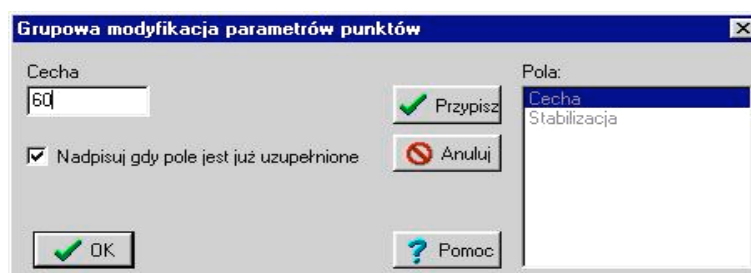 Grupowa modyfikacja parametrów punktów
Cecha
60
Nadpisuj gdy pole jest już uzupełnione
OK
Przypisz
Anuluj
Pomoc
Pola:
Cecha
Stabilizacja